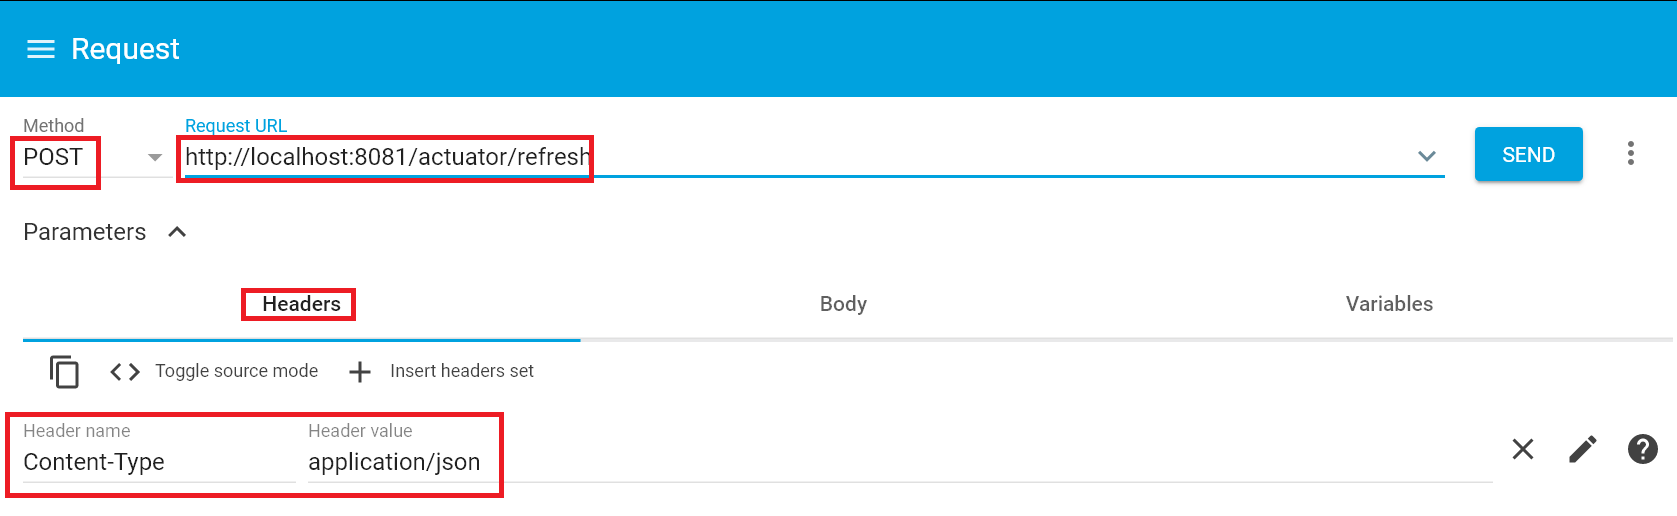 Request
Method
Request URL
POST
http://localhost:8081/actuator/refresh
SEND
Parameters
Headers
Body
Variables
Toggle source mode
Insert headers set
Header name
Header value
Content-Type
application/json